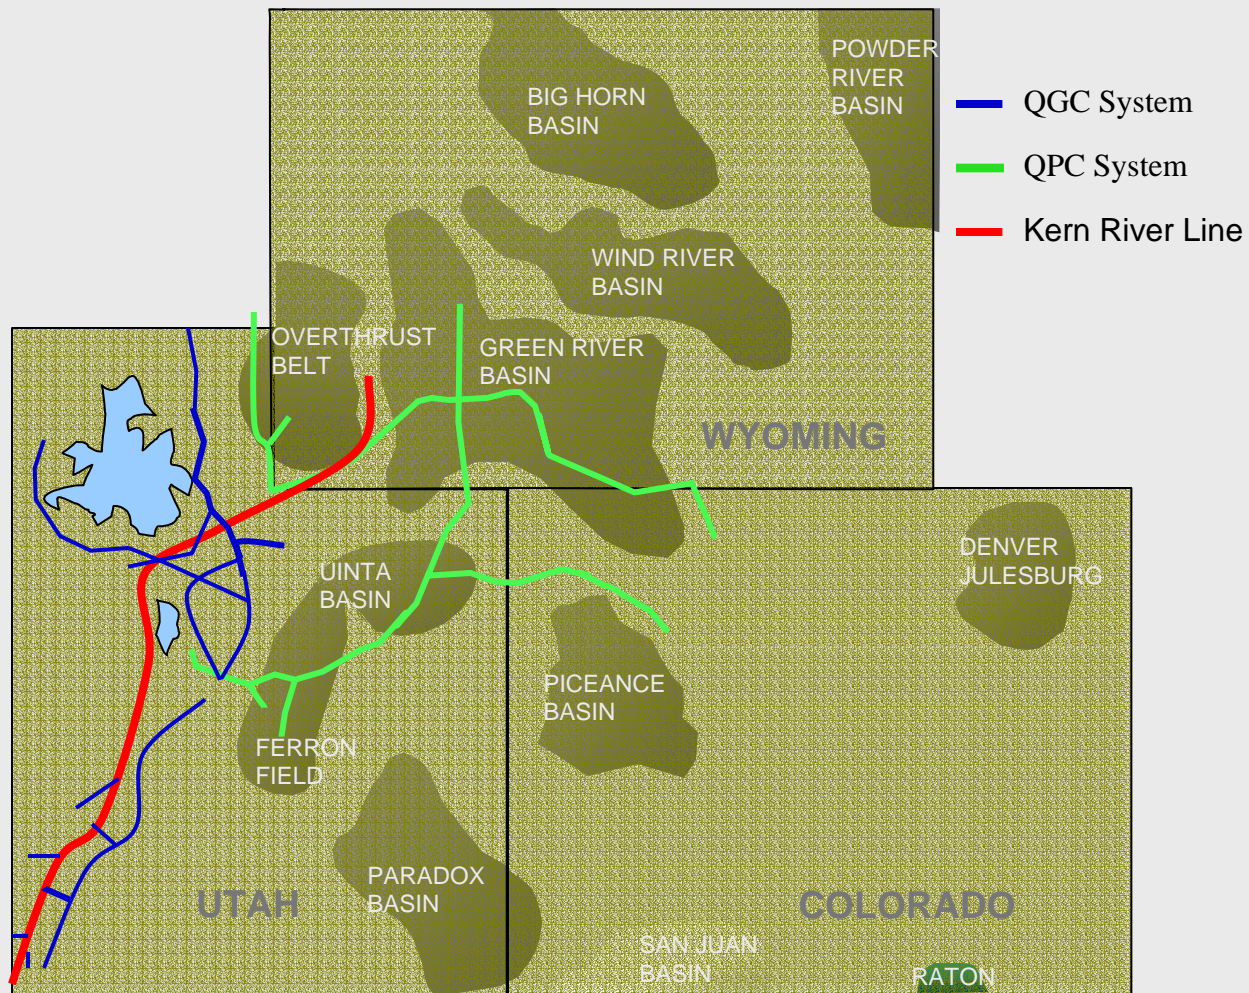 POWDER
RIVER
BASIN
BIG HORN
BASIN
QGC System
QPC System
Kern River Line
WIND RIVER
BASIN
OVERTHRUST
BELT
GREEN RIVER
BASIN
WYOMING
DENVER
JULESBURG
UINTA
BASIN
PICEANCE
BASIN
FERRON
FIELD
PARADOX
BASIN
UTAH
COLORADO
SAN JUAN
BASIN
RATON